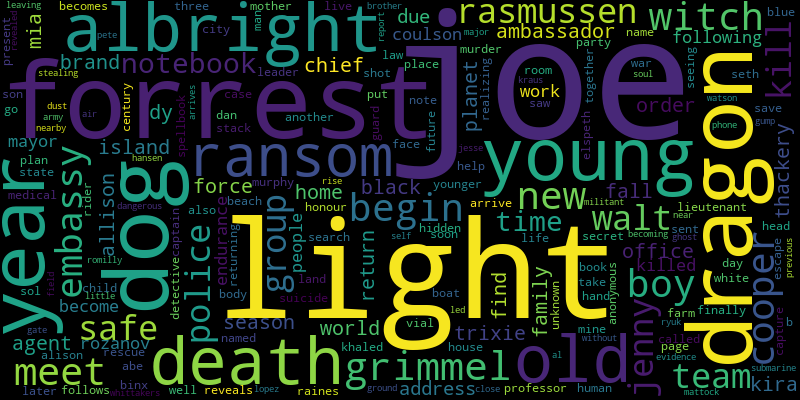 leaving becomes three mother live brother blue
present revealed mia albright man city report pete due coulson law rasmussen ambassador major party name witch following
son stealing brand notebook chief shot leader place murder planet room war soul seeing seth kill
go dust army nearby air century dy case dan put work saw kraus together order watson save
forrest joe
mayor plan state hansen island spellbook arrives stack another note face future realizing elspeth phone gump
medical dangerous ransom guard jesse young dragon thackery
year embassy rider allison dog force murphy rise home black help younger new fall lieutenant
captain also endurance beach honour begin arrive walt militant near becoming ghost sent head previous
romilly detective police returning group people search hidden soon self time life secret office escape
sol field child little become light land return suicide boat book take hand killed day white capture
gate safe season body named world vial led find family unknown anonymous boy farm finally cooper
agent rozanov alison rescue abe khaled house trixie mine without jenny called page ryuk evidence b
meet death grimmel old al team submarine kira
later follows binx whittakers well reveals lopez raines ground address close professor human mattock